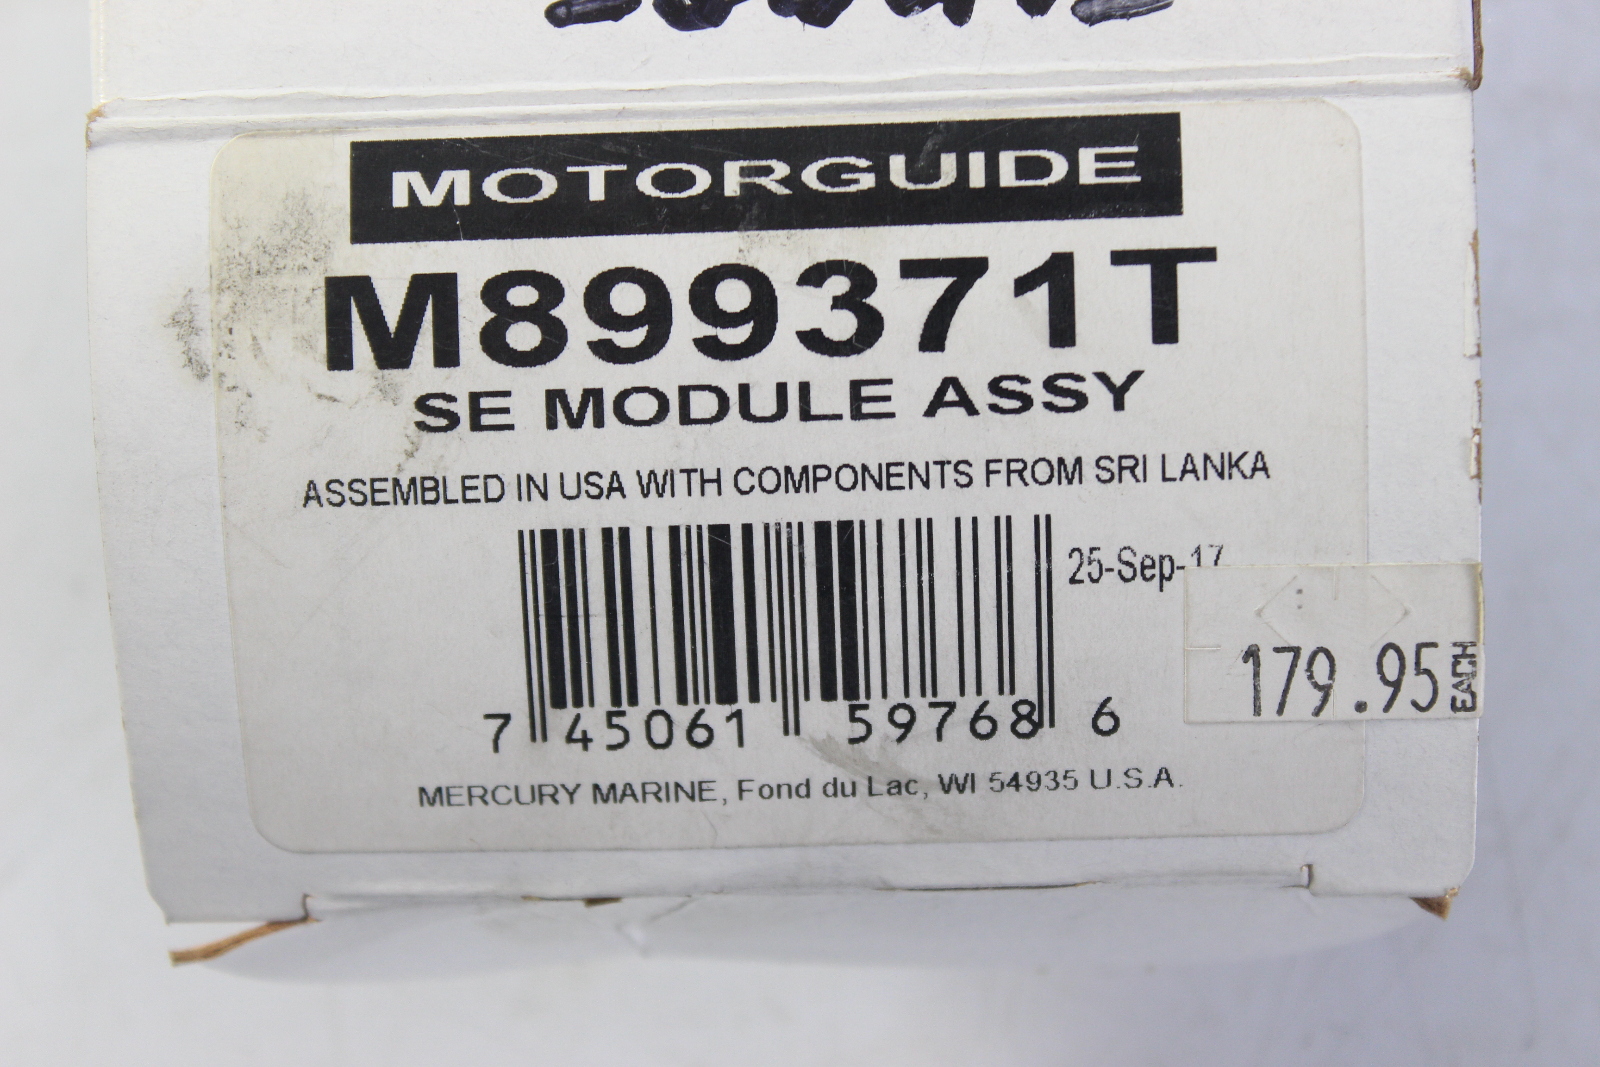 MOTORGUIDE
M899371T
SE MODULE ASSY
ASSEMBLED IN USA WITH COMPONENTS FROM SRI LANKA
25-Sep-17
179.95 EACH
7 45061 59768 6
MERCURY MARINE, Fond du Lac, WI 54935 U.S.A.